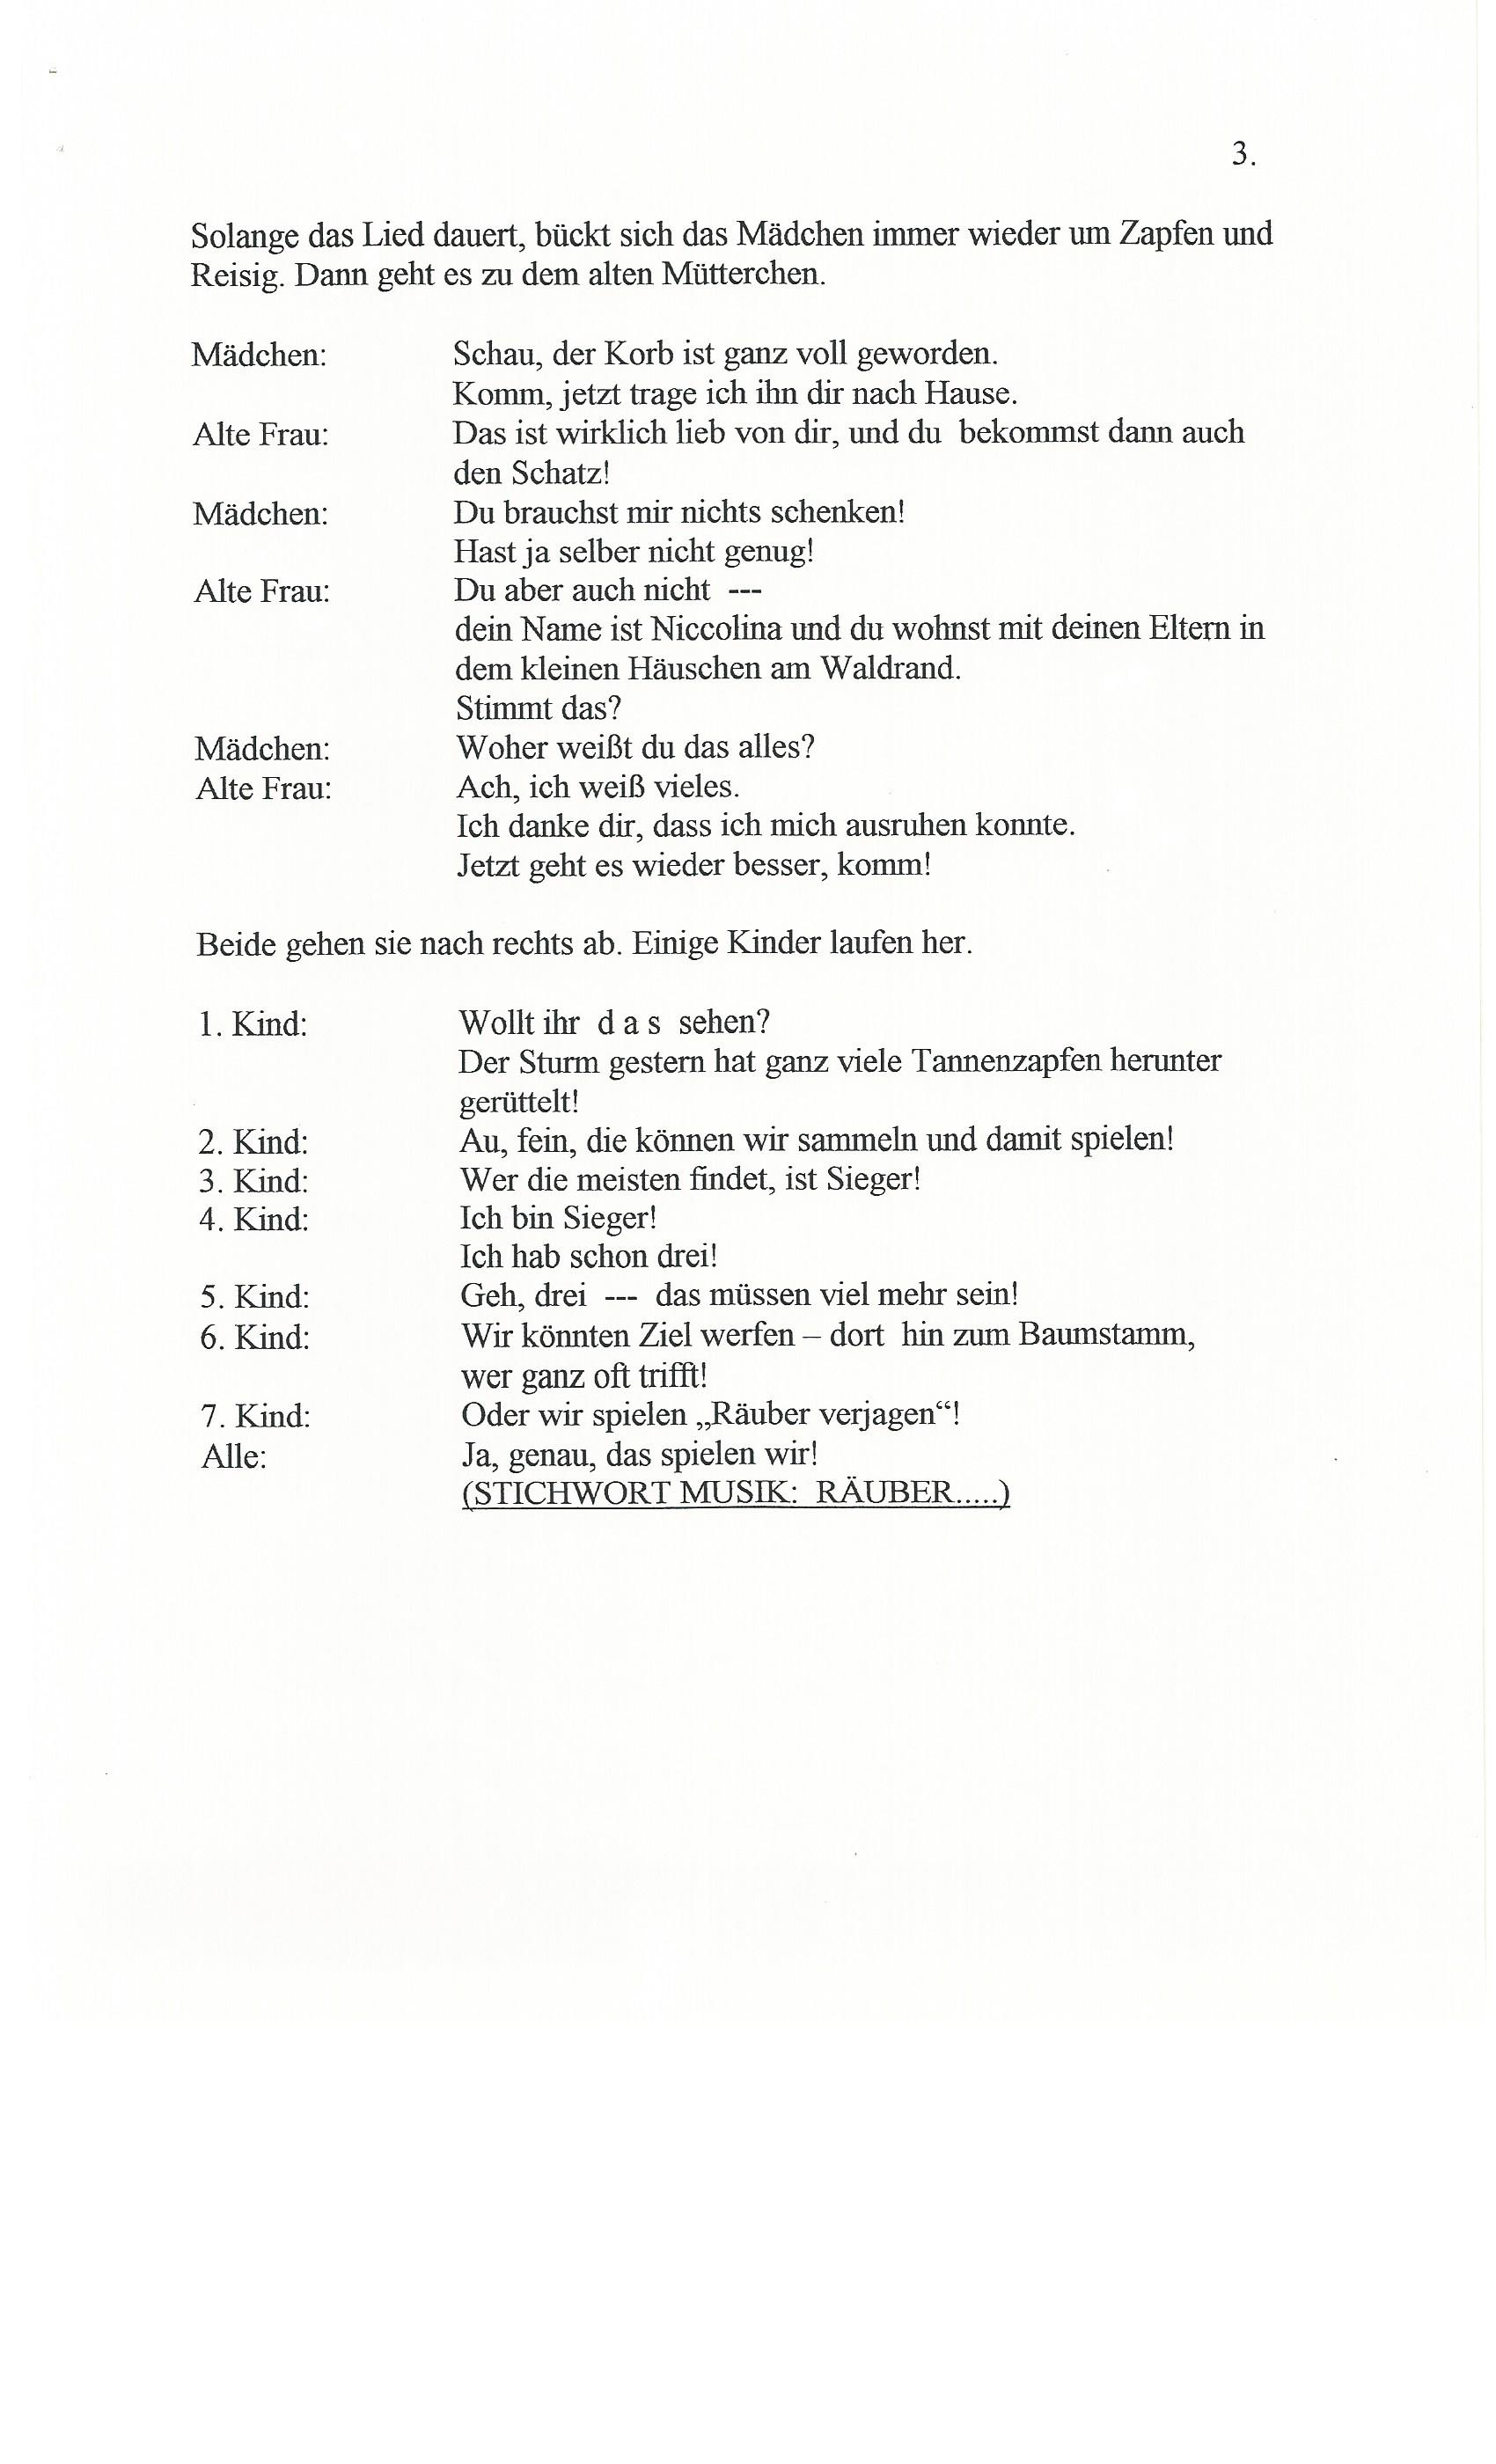 3.
Solange das Lied dauert, bückt sich das Mädchen immer wieder um Zapfen und
Reisig. Dann geht es zu dem alten Mütterchen.
Mädchen: Schau, der Korb ist ganz voll geworden.
Komm, jetzt trage ich ihn dir nach Hause.
Alte Frau: Das ist wirklich lieb von dir, und du bekommst dann auch
den Schatz!
Mädchen: Du brauchst mir nichts schenken!
Hast ja selber nicht genug!
Alte Frau: Du aber auch nicht ---
dein Name ist Niccolina und du wohnst mit deinen Eltern in
dem kleinen Häuschen am Waldrand.
Stimmt das?
Mädchen: Woher weißt du das alles?
Alte Frau: Ach, ich weiß vieles.
Ich danke dir, dass ich mich ausruhen konnte.
Jetzt geht es wieder besser, komm!
Beide gehen sie nach rechts ab. Einige Kinder laufen her.
1. Kind: Wollt ihr d a s sehen?
Der Sturm gestern hat ganz viele Tannenzapfen herunter
gerüttelt!
2. Kind: Au, fein, die können wir sammeln und damit spielen!
3. Kind: Wer die meisten findet, ist Sieger!
4. Kind: Ich bin Sieger!
Ich hab schon drei!
5. Kind: Geh, drei --- das müssen viel mehr sein!
6. Kind: Wir könnten Ziel werfen – dort hin zum Baumstamm,
wer ganz oft trifft!
7. Kind: Oder wir spielen „Räuber verjagen“!
Alle: Ja, genau, das spielen wir!
(STICHWORT MUSIK: RÄUBER.....)